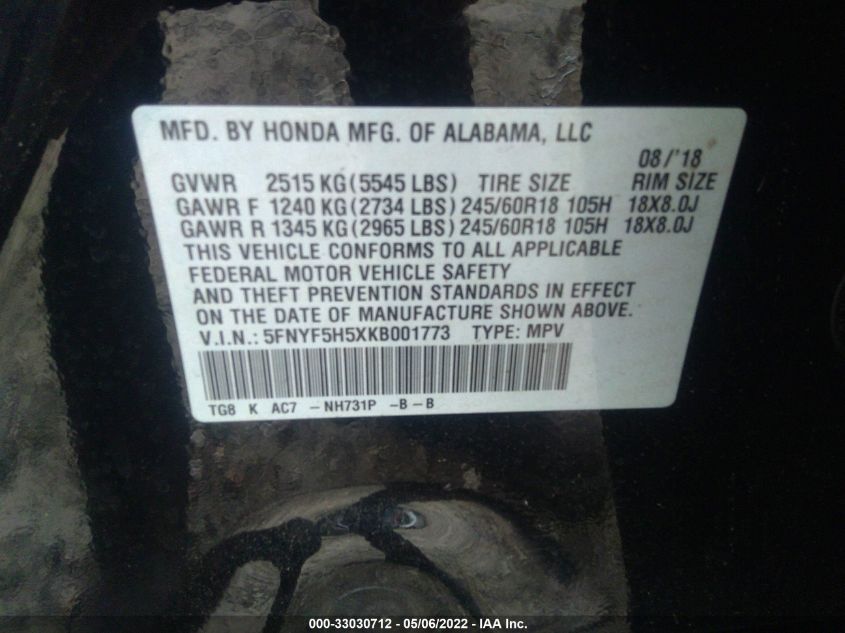 MFD. BY HONDA MFG. OF ALABAMA, LLC
08/'18
GVWR 2515 KG (5545 LBS) TIRE SIZE RIM SIZE
GAWR F 1240 KG (2734 LBS) 245/60R18 105H 18X8.0J
GAWR R 1345 KG (2965 LBS) 245/60R18 105H 18X8.0J
THIS VEHICLE CONFORMS TO ALL APPLICABLE
FEDERAL MOTOR VEHICLE SAFETY
AND THEFT PREVENTION STANDARDS IN EFFECT
ON THE DATE OF MANUFACTURE SHOWN ABOVE.
V.I.N.: 5FNYF5H5XKB001773 TYPE: MPV
TG8 K AC7 -NH731P -B-B
000-33030712 - 05/06/2022 - IAA Inc.